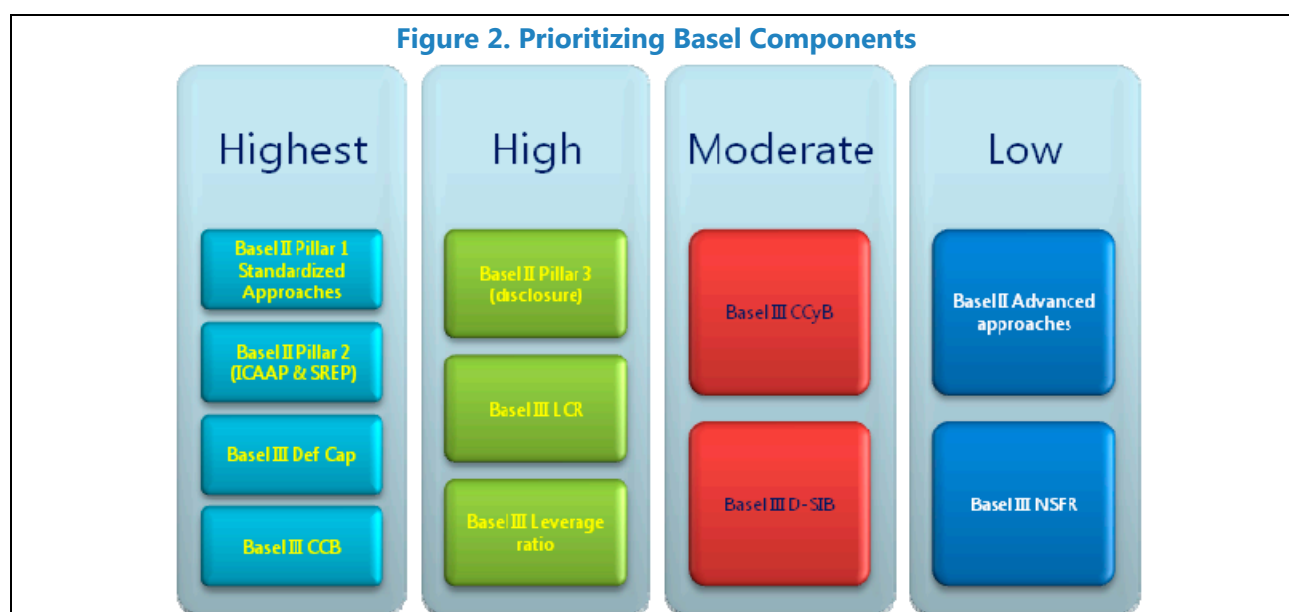 Figure 2. Prioritizing Basel Components
Highest
Basel II Pillar 1
Standardized
Approaches
Basel II Pillar 2
(ICAAP & SREP)
Basel III Def Cap
Basel III CCB
High
Basel II Pillar 3
(disclosure)
Basel III LCR
Basel III Leverage
ratio
Moderate
Basel III CCyB
Basel III D-SIB
Low
Basel II Advanced
approaches
Basel III NSFR